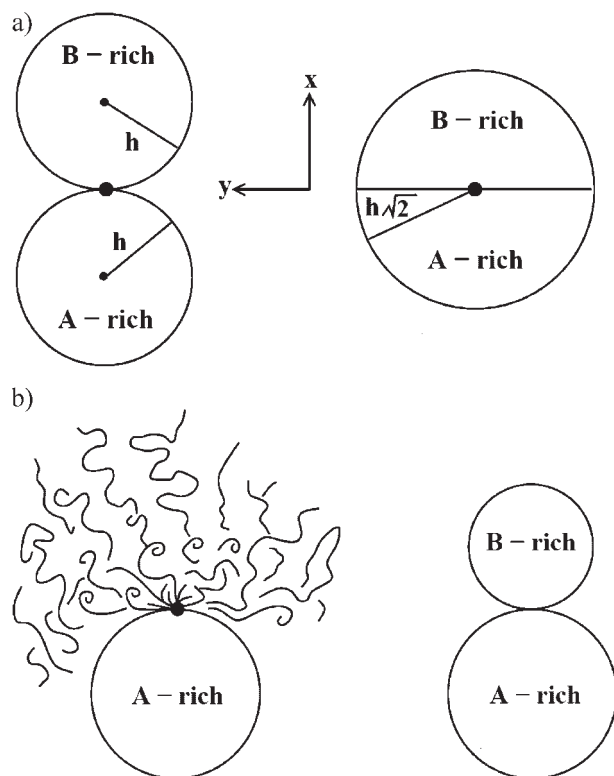 a)
B – rich
h
h
A – rich
x
y
B – rich
h√2
A – rich
b)
A – rich
B – rich
A – rich